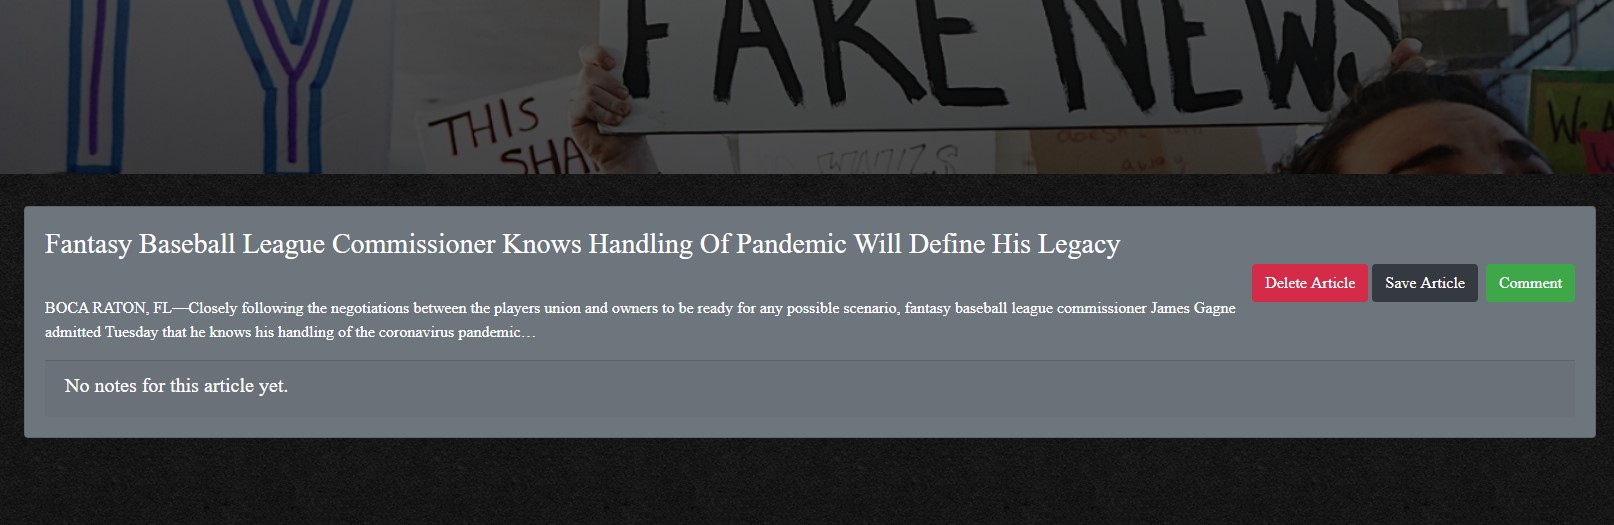 FAKE NEWS
THIS
SHA
doesn't
away
W. A
Fantasy Baseball League Commissioner Knows Handling Of Pandemic Will Define His Legacy
Delete Article Save Article Comment
BOCA RATON, FL—Closely following the negotiations between the players union and owners to be ready for any possible scenario, fantasy baseball league commissioner James Gagne
admitted Tuesday that he knows his handling of the coronavirus pandemic…
No notes for this article yet.